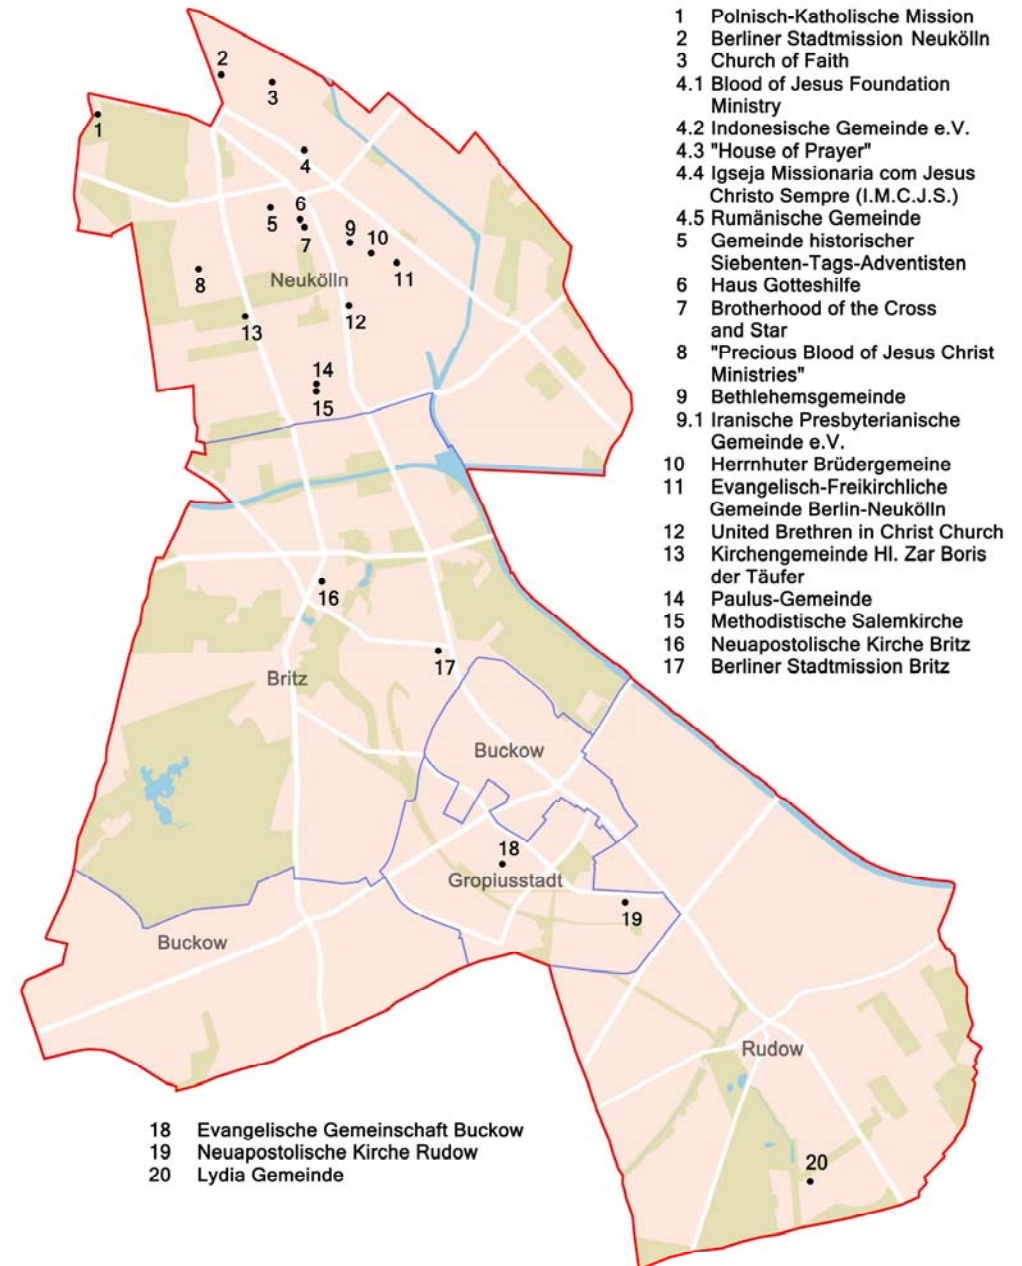 1 Polnisch-Katholische Mission
2 Berliner Stadtmission Neukölln
3 Church of Faith
4.1 Blood of Jesus Foundation
Ministry
4.2 Indonesische Gemeinde e.V.
4.3 "House of Prayer"
4.4 Igseja Missionaria com Jesus
Christo Sempre (I.M.C.J.S.)
4.5 Rumänische Gemeinde
5 Gemeinde historischer
Siebenten-Tags-Adventisten
6 Haus Gotteshilfe
7 Brotherhood of the Cross
and Star
8 "Precious Blood of Jesus Christ
Ministries"
9 Bethlehemsgemeinde
9.1 Iranische Presbyterianische
Gemeinde e.V.
10 Herrnhuter Brüdergemeine
11 Evangelisch-Freikirchliche
Gemeinde Berlin-Neukölln
12 United Brethren in Christ Church
13 Kirchengemeinde Hl. Zar Boris
der Täufer
14 Paulus-Gemeinde
15 Methodistische Salemkirche
16 Neuapostolische Kirche Britz
17 Berliner Stadtmission Britz
2
3
1
4
6
5
7
9
10
11
8
Neukölln
12
13
14
15
16
17
Britz
Buckow
18
Gropiusstadt
19
Buckow
Rudow
20
18 Evangelische Gemeinschaft Buckow
19 Neuapostolische Kirche Rudow
20 Lydia Gemeinde